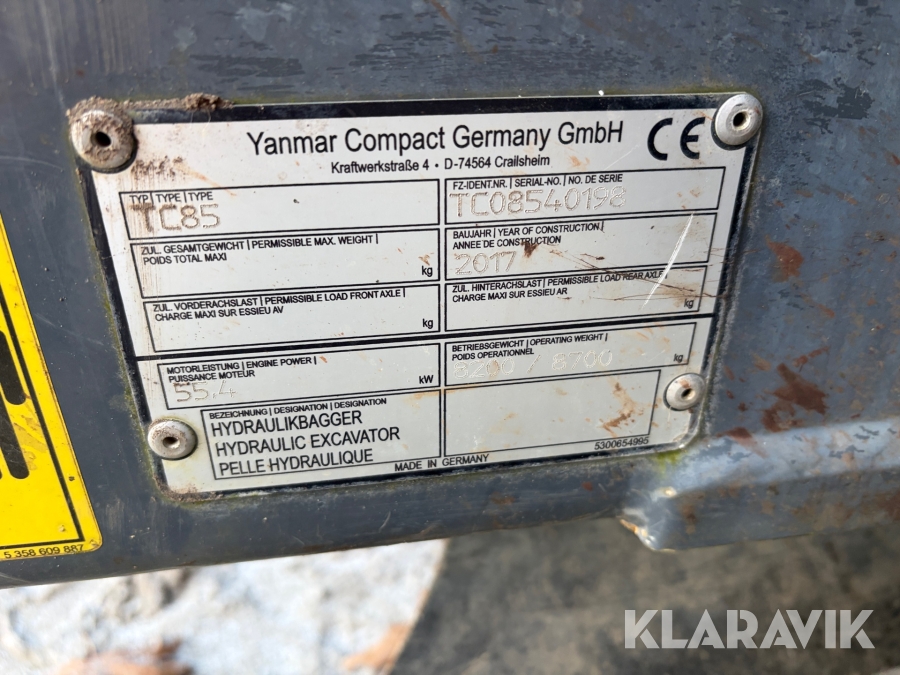 Yanmar Compact Germany GmbH
Kraftwerkstraße 4 • D-74564 Crailsheim
CE
TYP | TYPE | TYPE
TC85
FZ-IDENT.NR. | SERIAL-NO. | NO. DE SERIE
TC08540198
ZUL. GESAMTGEWICHT | PERMISSIBLE MAX. WEIGHT |
POIDS TOTAL MAXI
kg
BAUJAHR | YEAR OF CONSTRUCTION |
ANNEE DE CONSTRUCTION
2017
ZUL. VORDERACHSLAST | PERMISSIBLE LOAD FRONT AXLE |
CHARGE MAXI SUR ESSIEU AV
kg
ZUL. HINTERACHSLAST | PERMISSIBLE LOAD REAR AXLE |
CHARGE MAXI SUR ESSIEU AR
kg
MOTORLEISTUNG | ENGINE POWER |
PUISSANCE MOTEUR
55,4
kW
BETRIEBSGEWICHT | OPERATING WEIGHT |
POIDS OPERATIONNEL
8200 / 8700
kg
BEZEICHNUNG | DESIGNATION | DESIGNATION
HYDRAULIKBAGGER
HYDRAULIC EXCAVATOR
PELLE HYDRAULIQUE
MADE IN GERMANY
5300654995
5 358 609 887
KLARAVIK